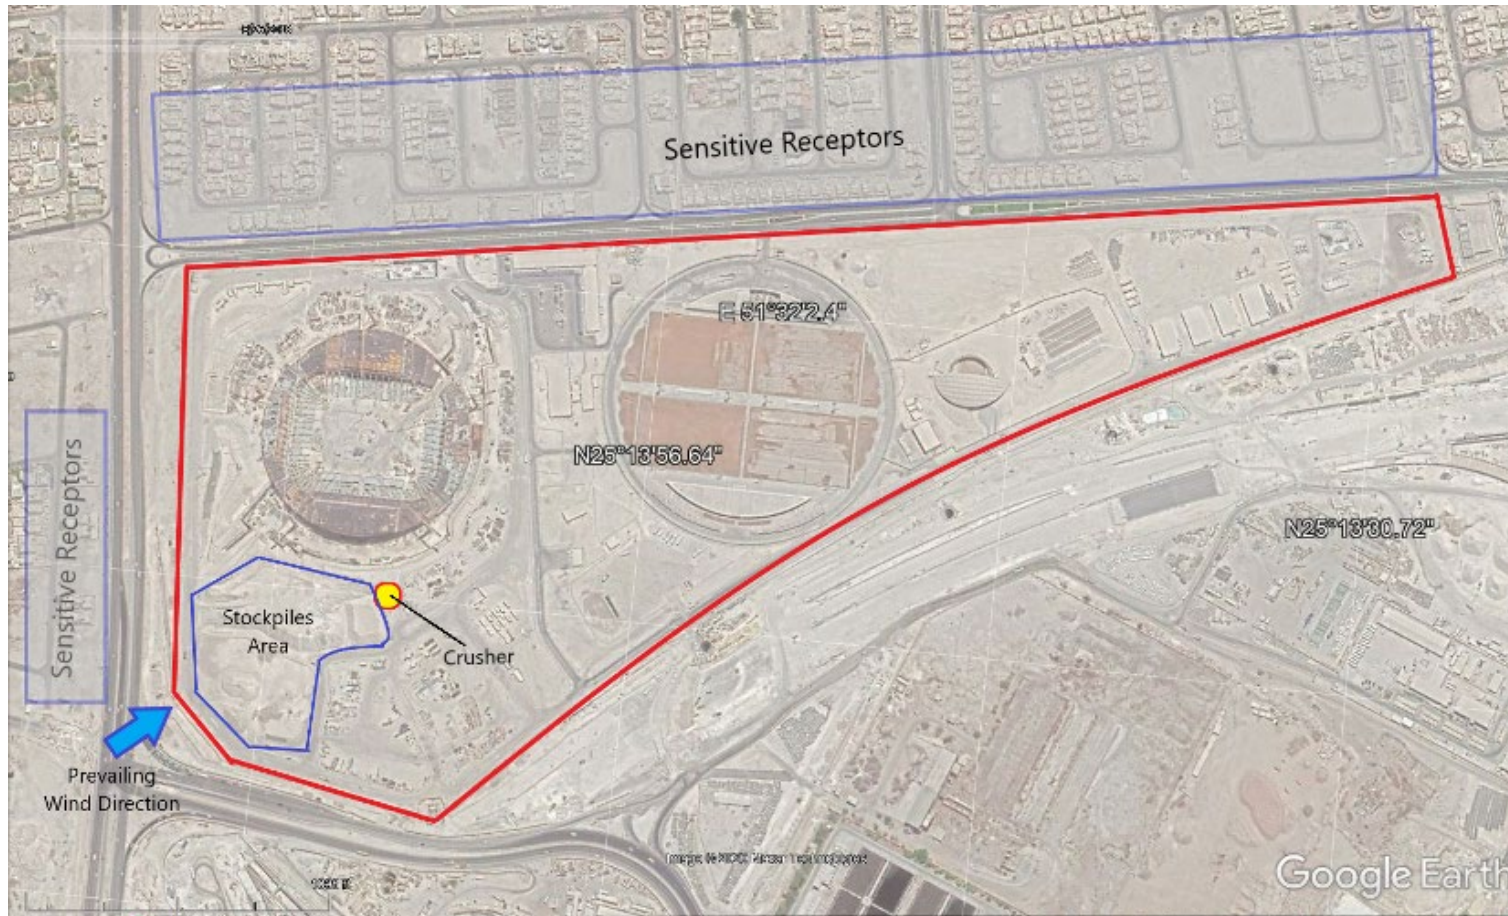 Sensitive Receptors
E 51°32'2.4"
N25°13'56.64"
N25°13'30.72"
Sensitive Receptors
Stockpiles
Area
Crusher
Prevailing
Wind Direction
Google Earth